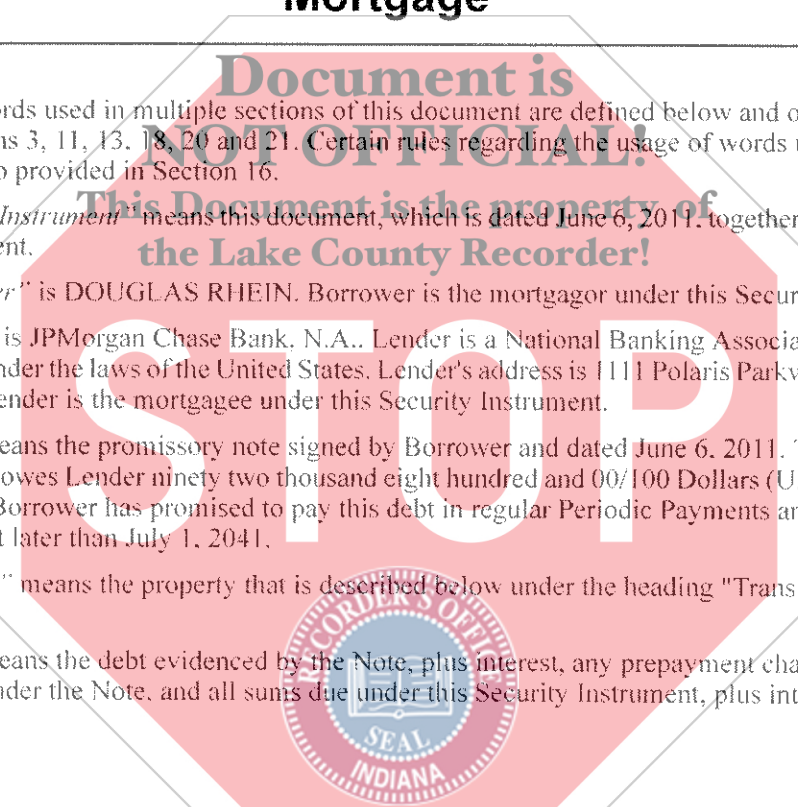 Mortgage
Document is
ords used in multiple sections of this document are defined below and o
ns 3, 11, 13, 18, 20 and 21. Certain rules regarding the usage of words
NOT OFFICIAL!
o provided in Section 16.
This Document is the property of
Instrument" means this document, which is dated June 6, 2011, together
ent.
the Lake County Recorder!
er" is DOUGLAS RHEIN. Borrower is the mortgagor under this Secur
is JPMorgan Chase Bank, N.A.. Lender is a National Banking Associa
nder the laws of the United States. Lender's address is 1111 Polaris Parkw
ender is the mortgagee under this Security Instrument.
STOP
eans the promissory note signed by Borrower and dated June 6, 2011.
owes Lender ninety two thousand eight hundred and 00/100 Dollars (U
Borrower has promised to pay this debt in regular Periodic Payments an
t later than July 1, 2041.
" means the property that is described below under the heading "Trans
eans the debt evidenced by the Note, plus interest, any prepayment cha
nder the Note, and all sums due under this Security Instrument, plus int
RECORDER'S OFFICE
SEAL
INDIANA